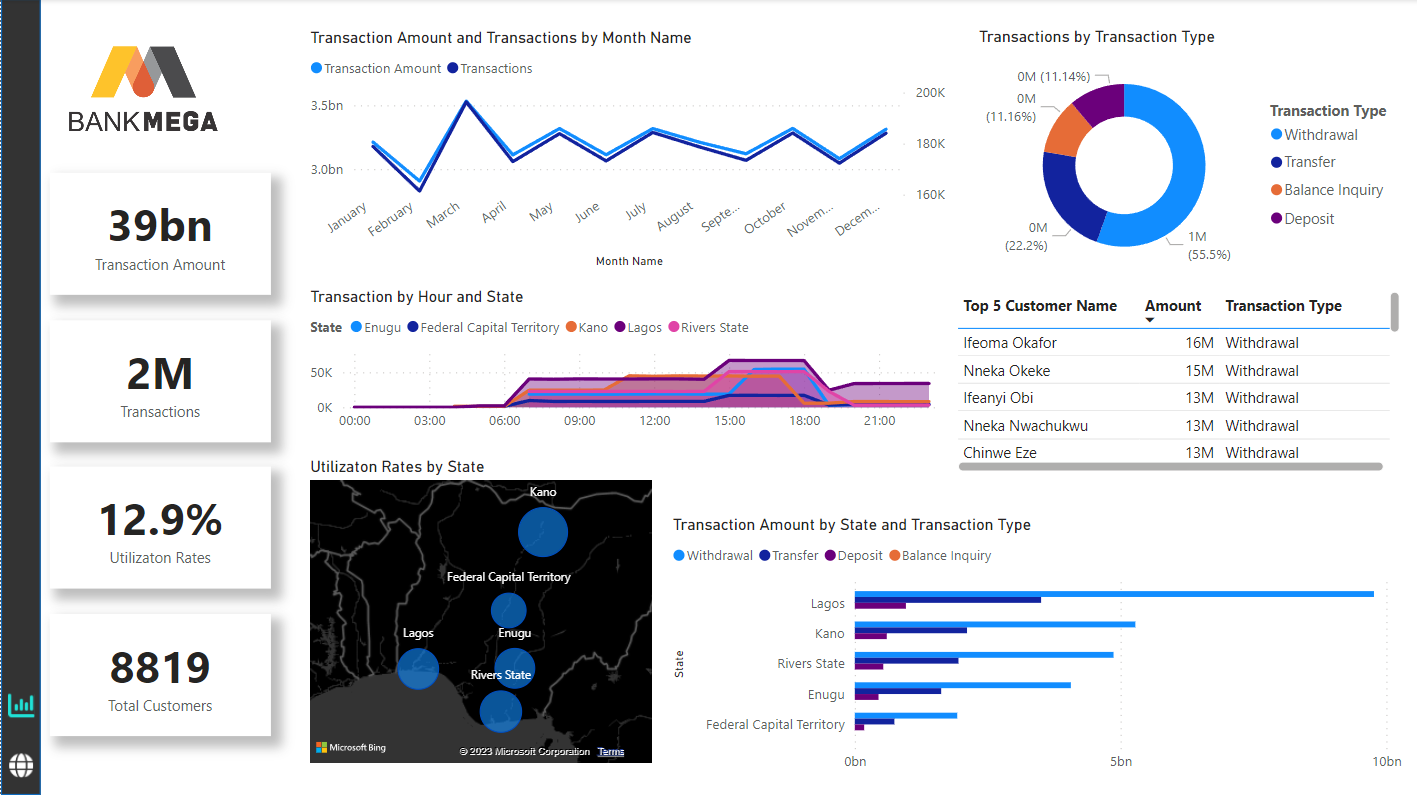 BANKMEGA
39bn
Transaction Amount
2M
Transactions
12.9%
Utilizaton Rates
8819
Total Customers
Transaction Amount and Transactions by Month Name
Transaction Amount Transactions
3.5bn
3.0bn
200K
180K
160K
January February March April May June July August Septe... October Novem... Decem...
Month Name
Transactions by Transaction Type
0M (11.14%)
0M
(11.16%)
0M
(22.2%)
1M
(55.5%)
Transaction Type
Withdrawal
Transfer
Balance Inquiry
Deposit
Transaction by Hour and State
State Enugu Federal Capital Territory Kano Lagos Rivers State
50K
0K
00:00 03:00 06:00 09:00 12:00 15:00 18:00 21:00
Top 5 Customer Name Amount Transaction Type
Ifeoma Okafor 16M Withdrawal
Nneka Okeke 15M Withdrawal
Ifeanyi Obi 13M Withdrawal
Nneka Nwachukwu 13M Withdrawal
Chinwe Eze 13M Withdrawal
Utilizaton Rates by State
Kano
Federal Capital Territory
Lagos
Enugu
Rivers State
Microsoft Bing
© 2023 Microsoft Corporation Terms
Transaction Amount by State and Transaction Type
Withdrawal Transfer Deposit Balance Inquiry
State
Lagos
Kano
Rivers State
Enugu
Federal Capital Territory
0bn 5bn 10bn